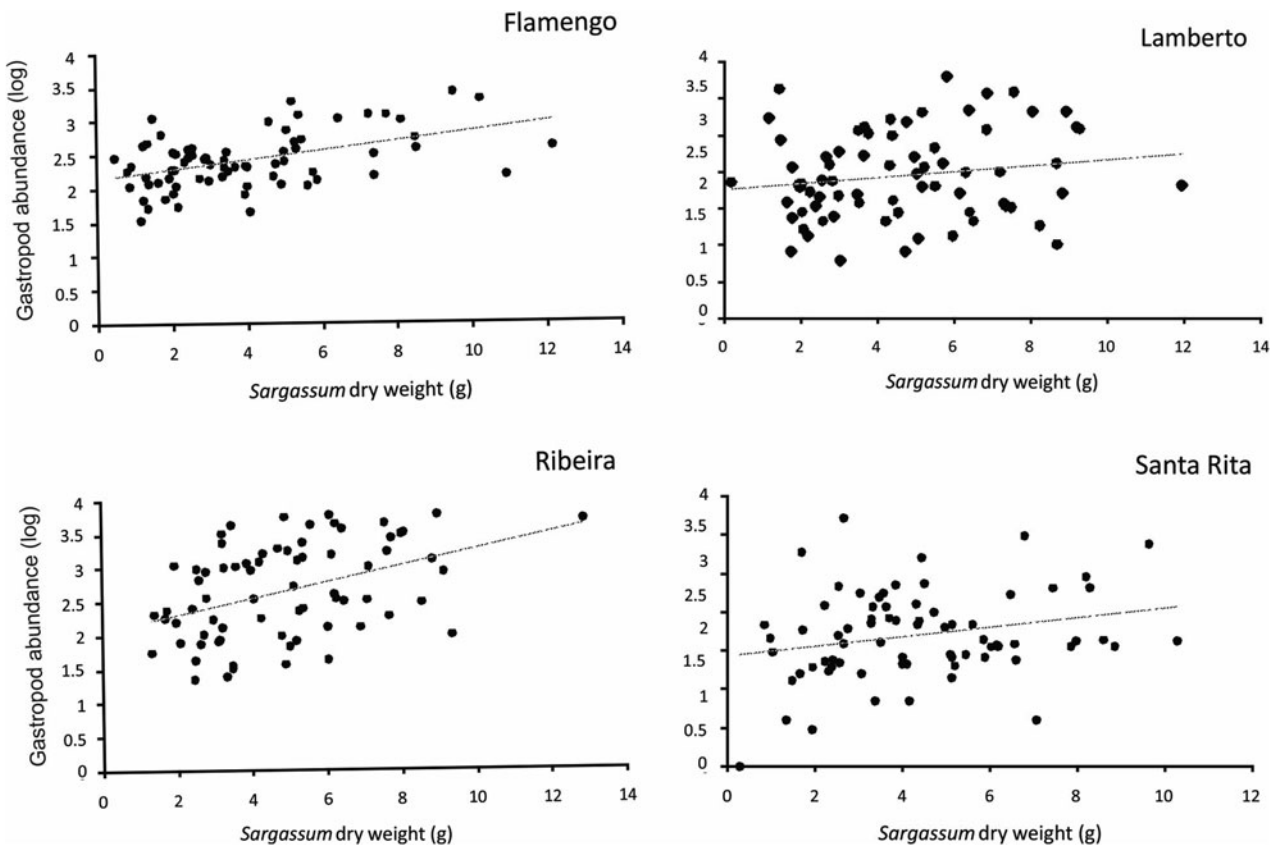 Flamengo
Gastropod abundance (log)
4
3.5
3
2.5
2
1.5
1
0.5
0
0 2 4 6 8 10 12 14
Sargassum dry weight (g)
Lamberto
4
3.5
3
2.5
2
1.5
1
0.5
0
0 2 4 6 8 10 12 14
Sargassum dry weight (g)
Ribeira
Gastropod abundance (log)
4
3.5
3
2.5
2
1.5
1
0.5
0
0 2 4 6 8 10 12 14
Sargassum dry weight (g)
Santa Rita
4
3.5
3
2.5
2
1.5
1
0.5
0
0 2 4 6 8 10 12
Sargassum dry weight (g)